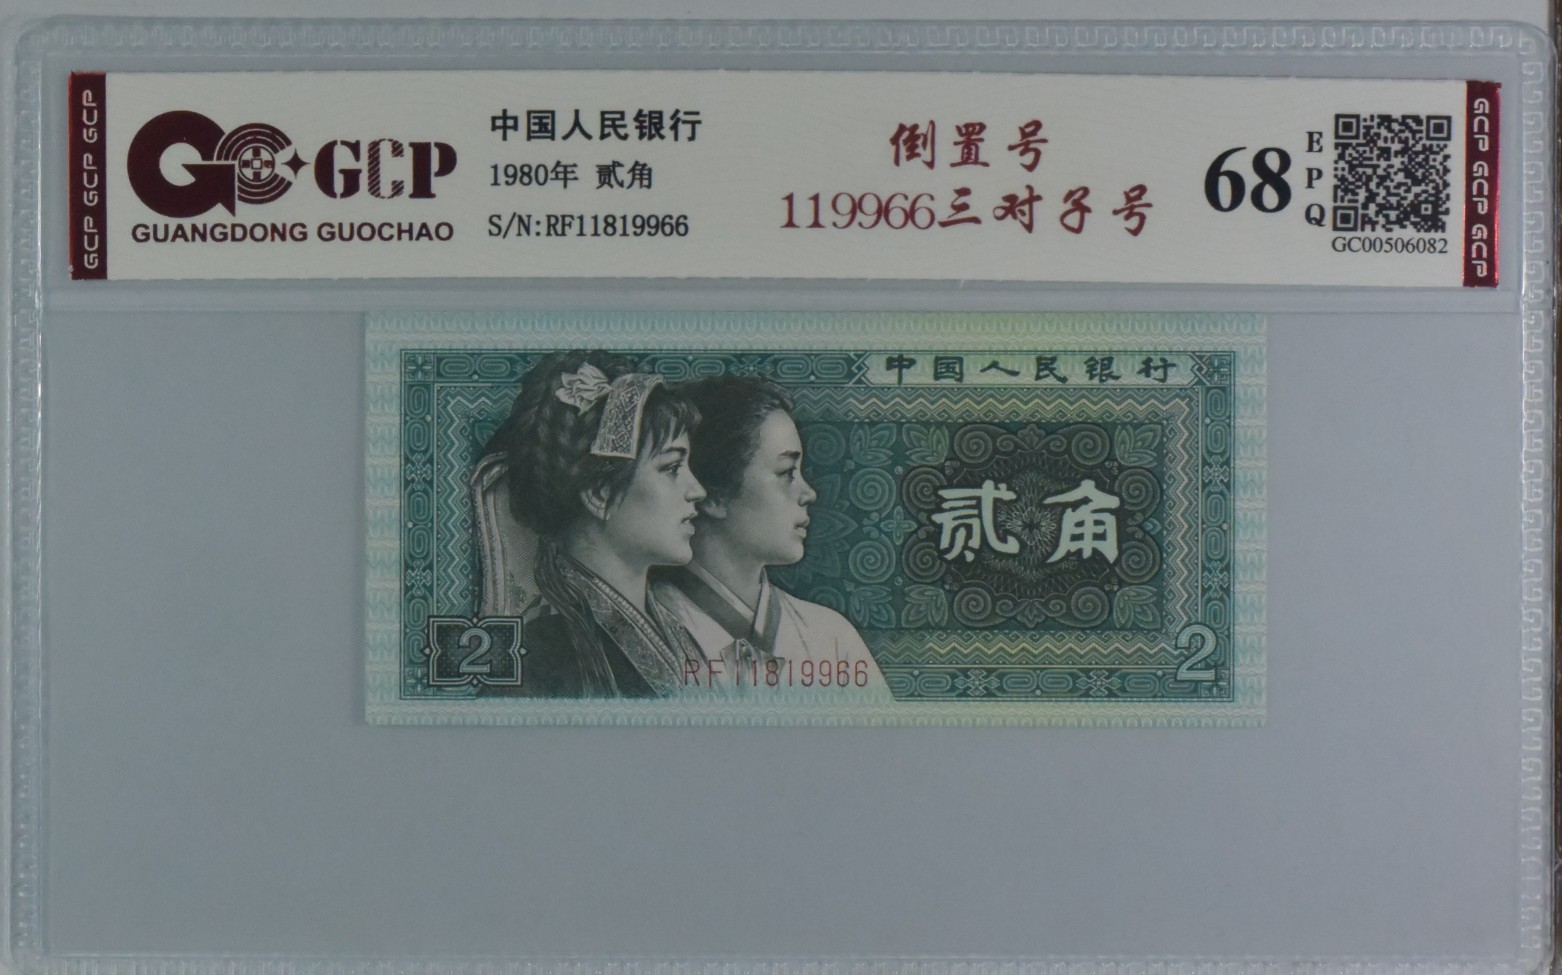 GCP GCP GCP
GCP
GUANGDONG GUOCHAO
中国人民银行
1980年 贰角
S/N:RF11819966
倒置号
119966三对子号
68
EPQ
GC00506082
GCP GCP GCP
中国人民银行
贰角
2
RF11819966
2